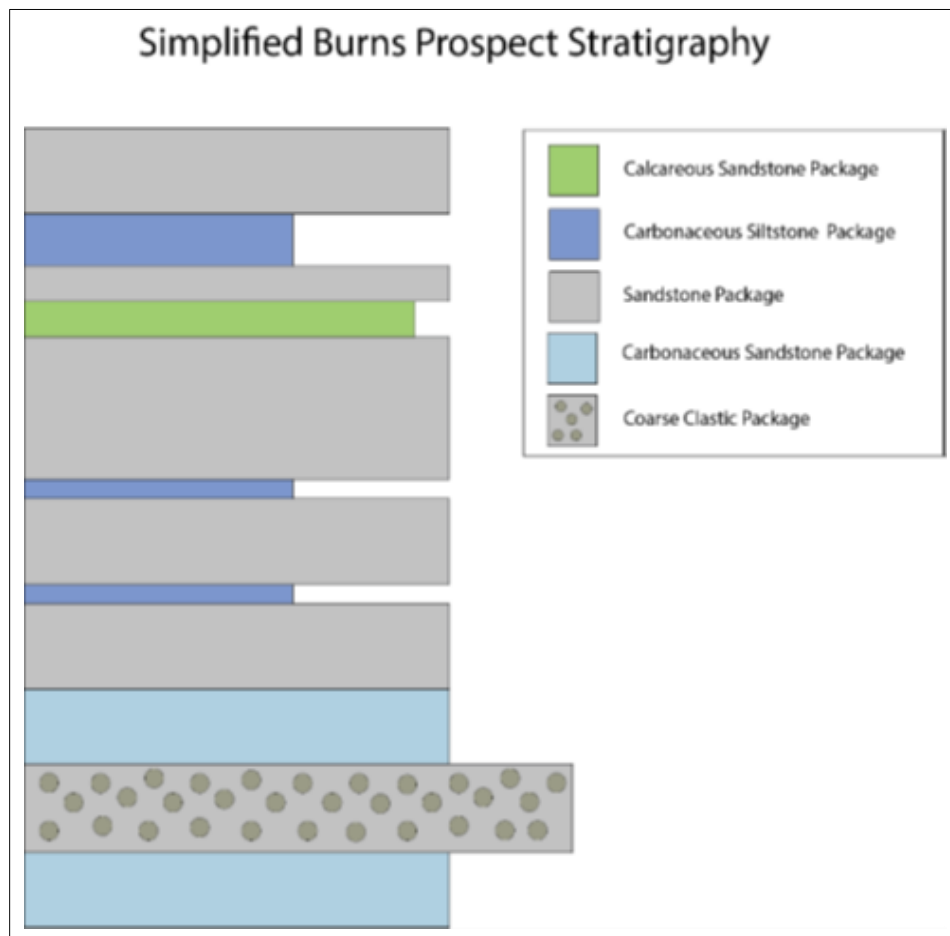 Simplified Burns Prospect Stratigraphy
Calcareous Sandstone Package
Carbonaceous Siltstone Package
Sandstone Package
Carbonaceous Sandstone Package
Coarse Clastic Package